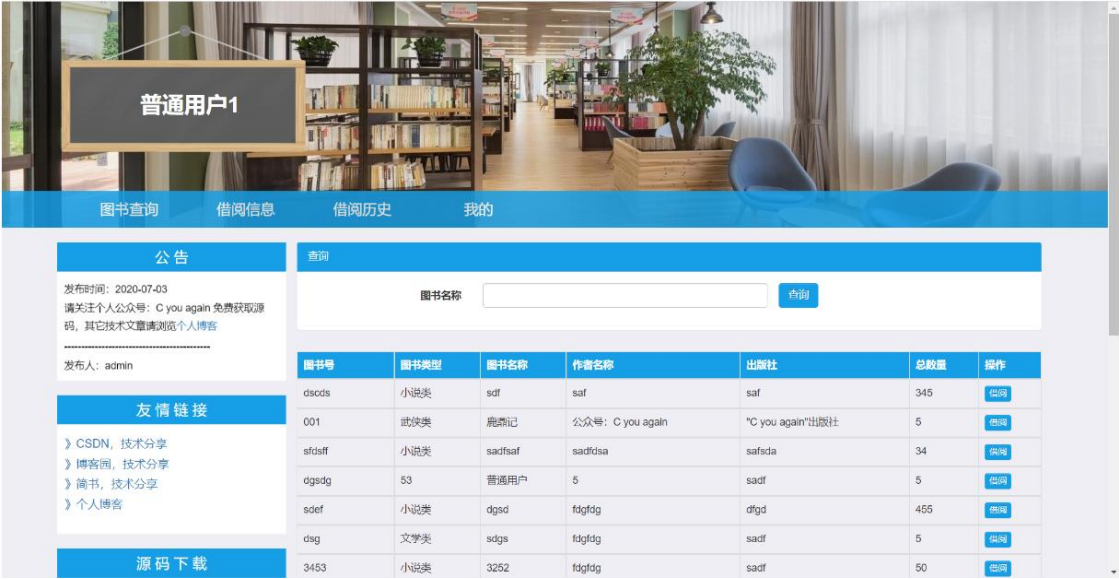 普通用户1
图书查询 借阅信息 借阅历史 我的
公告
发布时间：2020-07-03
请关注个人公众号：C you again 免费获取源
码，其它技术文章请浏览个人博客
----------------------------------------
发布人：admin
友情链接
》CSDN，技术分享
》博客园，技术分享
》简书，技术分享
》个人博客
源码下载
查询
图书名称 查询
图书号 图书类型 图书名称 作者名称 出版社 总数量 操作
dscds 小说类 sdf saf saf 345 借阅
001 武侠类 鹿鼎记 公众号：C you again "C you again"出版社 5 借阅
sfdsff 小说类 sadfsaf sadfdsa safsda 34 借阅
dgsdg 53 普通用户 5 sadf 5 借阅
sdef 小说类 dgsd fdgfdg dfgd 455 借阅
dsg 文学类 sdgs fdgfdg sadf 5 借阅
3453 小说类 3252 fdgfdg sadf 50 借阅